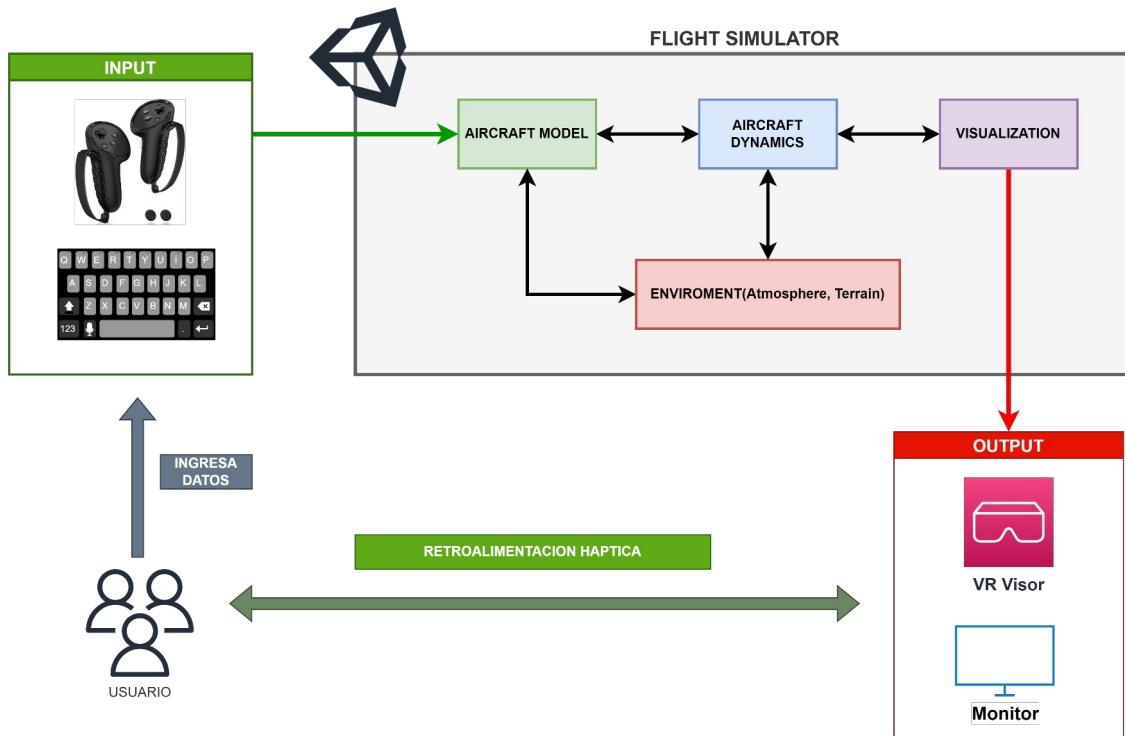 FLIGHT SIMULATOR
INPUT
Q W E R T Y U I O P
A S D F G H J K L
Z X C V B N M
123 .
AIRCRAFT MODEL
AIRCRAFT
DYNAMICS
VISUALIZATION
ENVIROMENT(Atmosphere, Terrain)
INGRESA
DATOS
RETROALIMENTACION HAPTICA
USUARIO
OUTPUT
VR Visor
Monitor